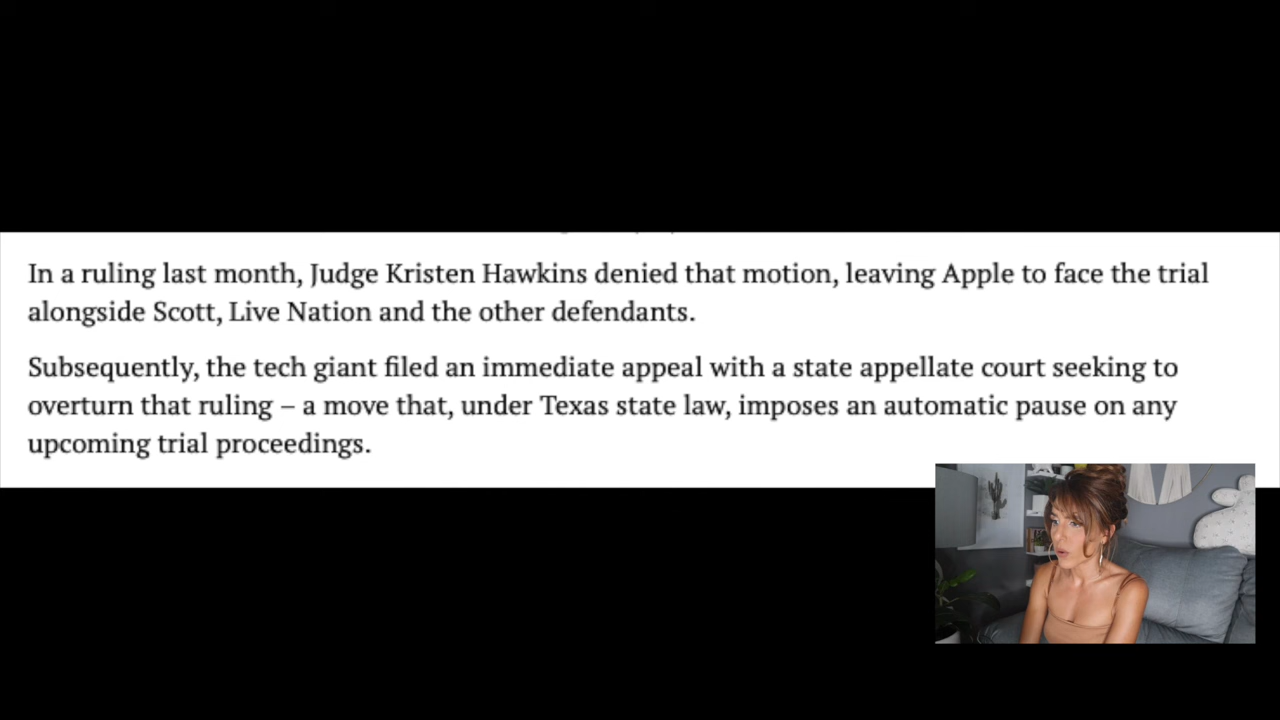 In a ruling last month, Judge Kristen Hawkins denied that motion, leaving Apple to face the trial
alongside Scott, Live Nation and the other defendants.
Subsequently, the tech giant filed an immediate appeal with a state appellate court seeking to
overturn that ruling – a move that, under Texas state law, imposes an automatic pause on any
upcoming trial proceedings.